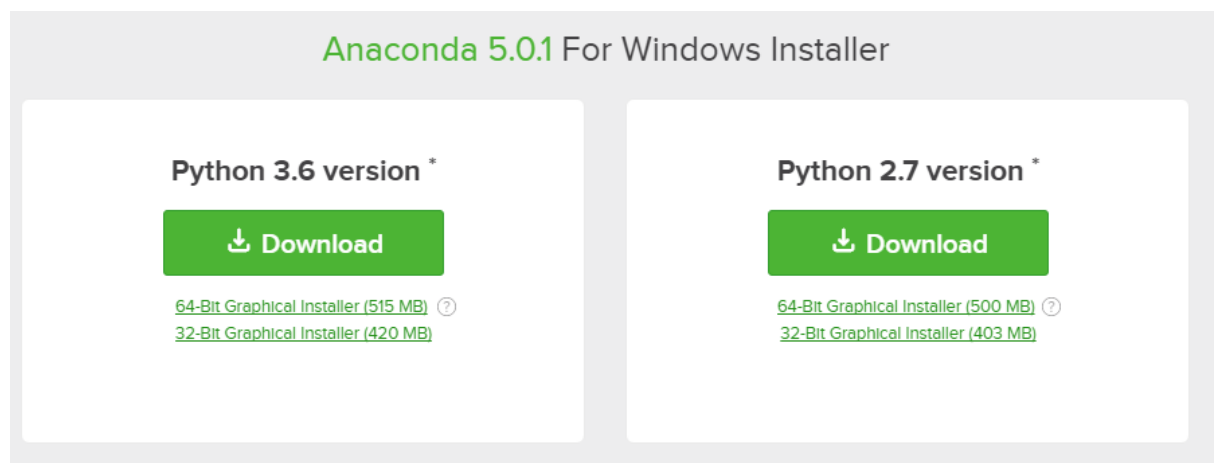 Anaconda 5.0.1 For Windows Installer
Python 3.6 version *
Download
64-Bit Graphical Installer (515 MB) ?
32-Bit Graphical Installer (420 MB)
Python 2.7 version *
Download
64-Bit Graphical Installer (500 MB) ?
32-Bit Graphical Installer (403 MB)